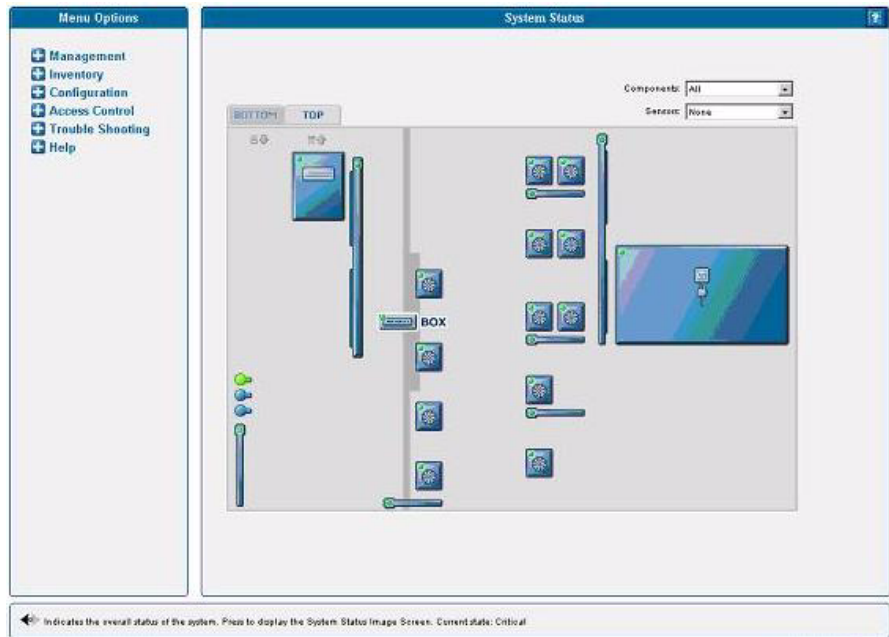 Menu Options
System Status
?
Management
Inventory
Configuration
Access Control
Trouble Shooting
Help
Components: All
Sensor: None
BOTTOM TOP
BOX
Indicates the overall status of the system. Press to display the System Status Image Screen. Current state: Critical